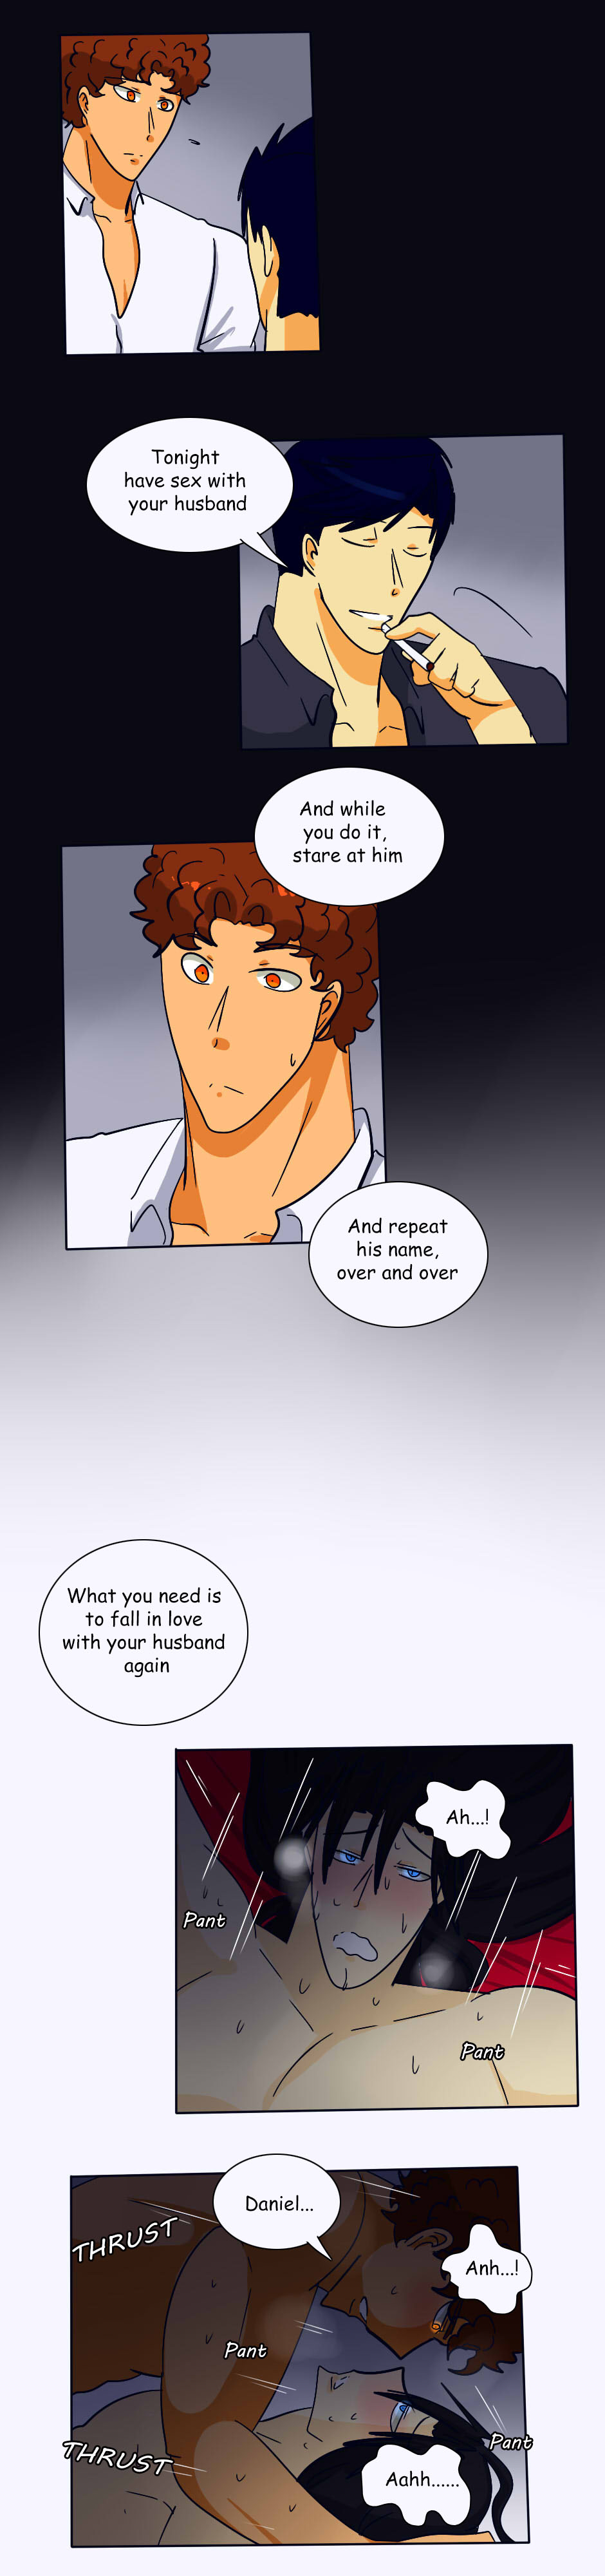 Tonight
have sex with
your husband
And while
you do it,
stare at him
And repeat
his name,
over and over
What you need is
to fall in love
with your husband
again
Ah...!
Pant
Pant
Daniel...
THRUST
Anh...!
Pant
Pant
THRUST
Aahh......